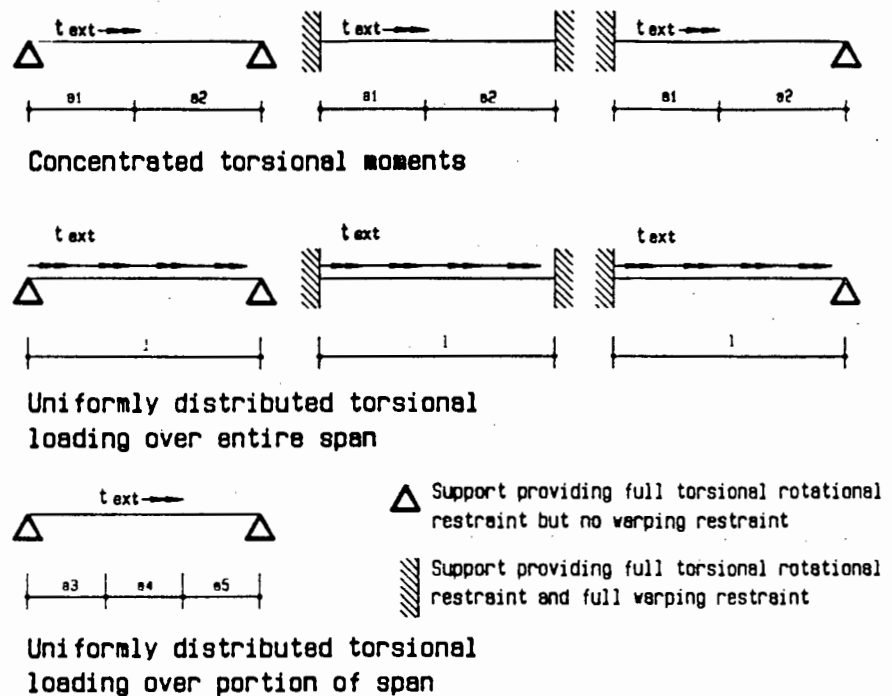 t ext t ext t ext
a1 a2 a1 a2 a1 a2
Concentrated torsional moments
t ext t ext t ext
l l l
Uniformly distributed torsional
loading over entire span
t ext
a3 a4 a5
Support providing full torsional rotational
restraint but no warping restraint
Support providing full torsional rotational
restraint and full warping restraint
Uniformly distributed torsional
loading over portion of span